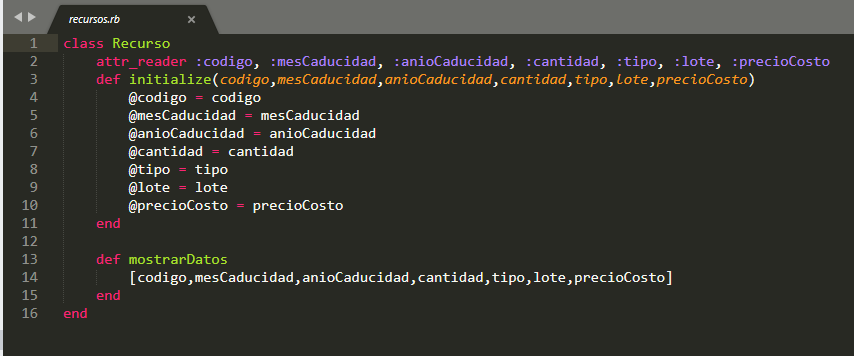 recursos.rb ×
1 class Recurso
2     attr_reader :codigo, :mesCaducidad, :anioCaducidad, :cantidad, :tipo, :lote, :precioCosto
3     def initialize(codigo,mesCaducidad,anioCaducidad,cantidad,tipo,lote,precioCosto)
4         @codigo = codigo
5         @mesCaducidad = mesCaducidad
6         @anioCaducidad = anioCaducidad
7         @cantidad = cantidad
8         @tipo = tipo
9         @lote = lote
10         @precioCosto = precioCosto
11     end
12
13     def mostrarDatos
14         [codigo,mesCaducidad,anioCaducidad,cantidad,tipo,lote,precioCosto]
15     end
16 end